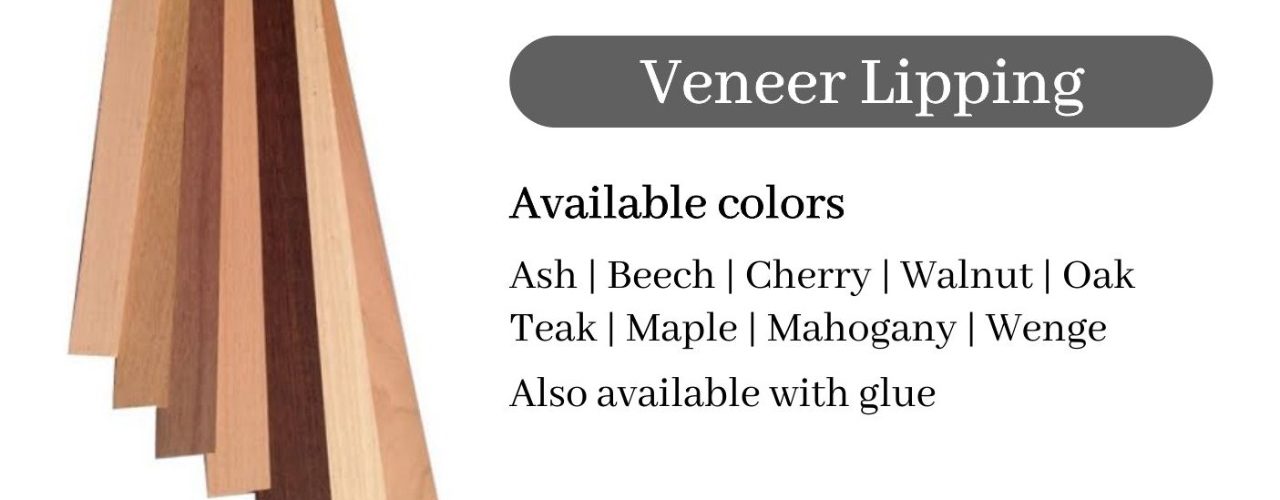 Veneer Lipping
Available colors
Ash | Beech | Cherry | Walnut | Oak
Teak | Maple | Mahogany | Wenge
Also available with glue